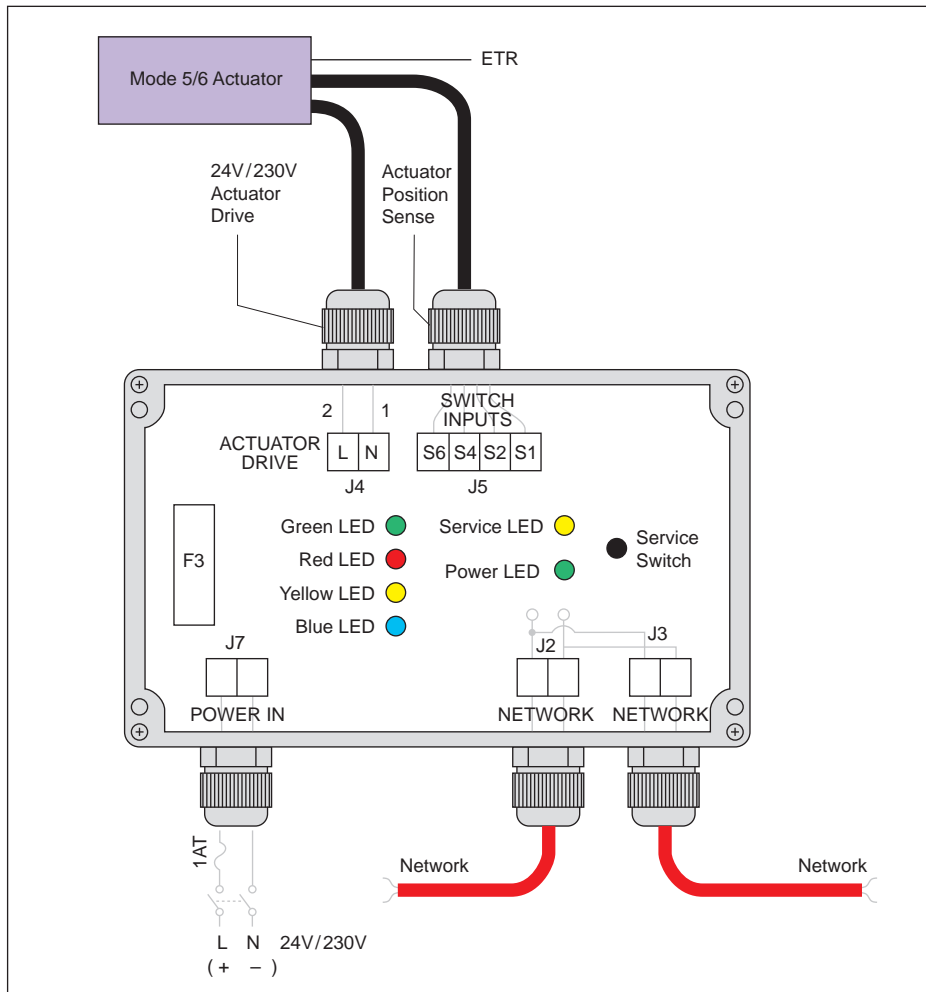 Mode 5/6 Actuator
ETR
24V/230V
Actuator
Drive
Actuator
Position
Sense
2
1
SWITCH
INPUTS
ACTUATOR
DRIVE
L N
S6 S4 S2 S1
J4
J5
Green LED
Service LED
Red LED
Service
Switch
F3
Power LED
Yellow LED
Blue LED
J7
J2
J3
POWER IN
NETWORK
NETWORK
1AT
Network
Network
L N 24V/230V
( + – )